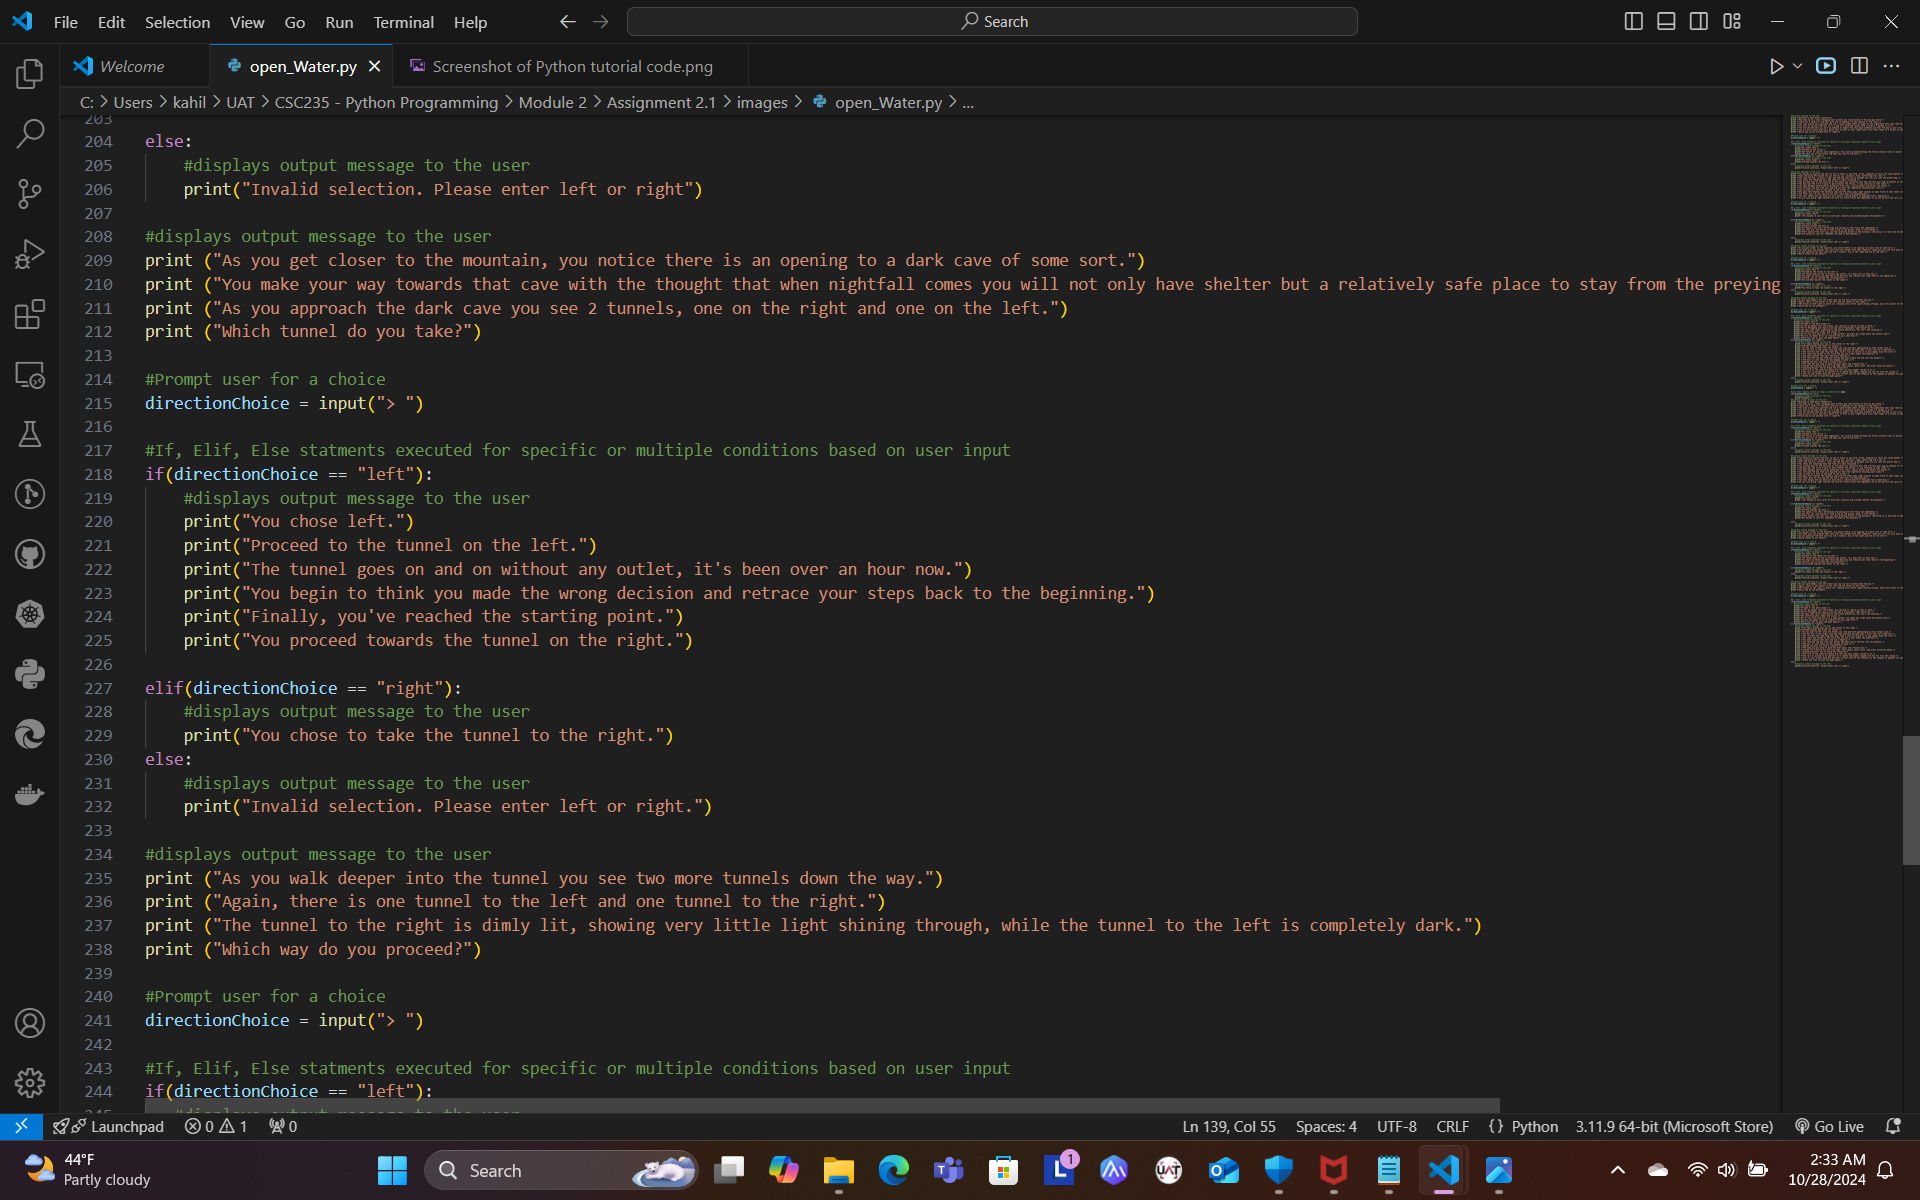 File Edit Selection View Go Run Terminal Help Search
Welcome open_Water.py Screenshot of Python tutorial code.png
C: > Users > kahil > UAT > CSC235 - Python Programming > Module 2 > Assignment 2.1 > images > open_Water.py > ...
203
204 else:
205 #displays output message to the user
206 print("Invalid selection. Please enter left or right")
207
208 #displays output message to the user
209 print ("As you get closer to the mountain, you notice there is an opening to a dark cave of some sort.")
210 print ("You make your way towards that cave with the thought that when nightfall comes you will not only have shelter but a relatively safe place to stay from the preying
211 print ("As you approach the dark cave you see 2 tunnels, one on the right and one on the left.")
212 print ("Which tunnel do you take?")
213
214 #Prompt user for a choice
215 directionChoice = input("> ")
216
217 #If, Elif, Else statments executed for specific or multiple conditions based on user input
218 if(directionChoice == "left"):
219 #displays output message to the user
220 print("You chose left.")
221 print("Proceed to the tunnel on the left.")
222 print("The tunnel goes on and on without any outlet, it's been over an hour now.")
223 print("You begin to think you made the wrong decision and retrace your steps back to the beginning.")
224 print("Finally, you've reached the starting point.")
225 print("You proceed towards the tunnel on the right.")
226
227 elif(directionChoice == "right"):
228 #displays output message to the user
229 print("You chose to take the tunnel to the right.")
230 else:
231 #displays output message to the user
232 print("Invalid selection. Please enter left or right.")
233
234 #displays output message to the user
235 print ("As you walk deeper into the tunnel you see two more tunnels down the way.")
236 print ("Again, there is one tunnel to the left and one tunnel to the right.")
237 print ("The tunnel to the right is dimly lit, showing very little light shining through, while the tunnel to the left is completely dark.")
238 print ("Which way do you proceed?")
239
240 #Prompt user for a choice
241 directionChoice = input("> ")
242
243 #If, Elif, Else statments executed for specific or multiple conditions based on user input
244 if(directionChoice == "left"):
245 #displays output message to the user
Launchpad 0 1 0 Ln 139, Col 55 Spaces: 4 UTF-8 CRLF {} Python 3.11.9 64-bit (Microsoft Store) Go Live
44°F
Partly cloudy
Search
1
UAT
2:33 AM
10/28/2024